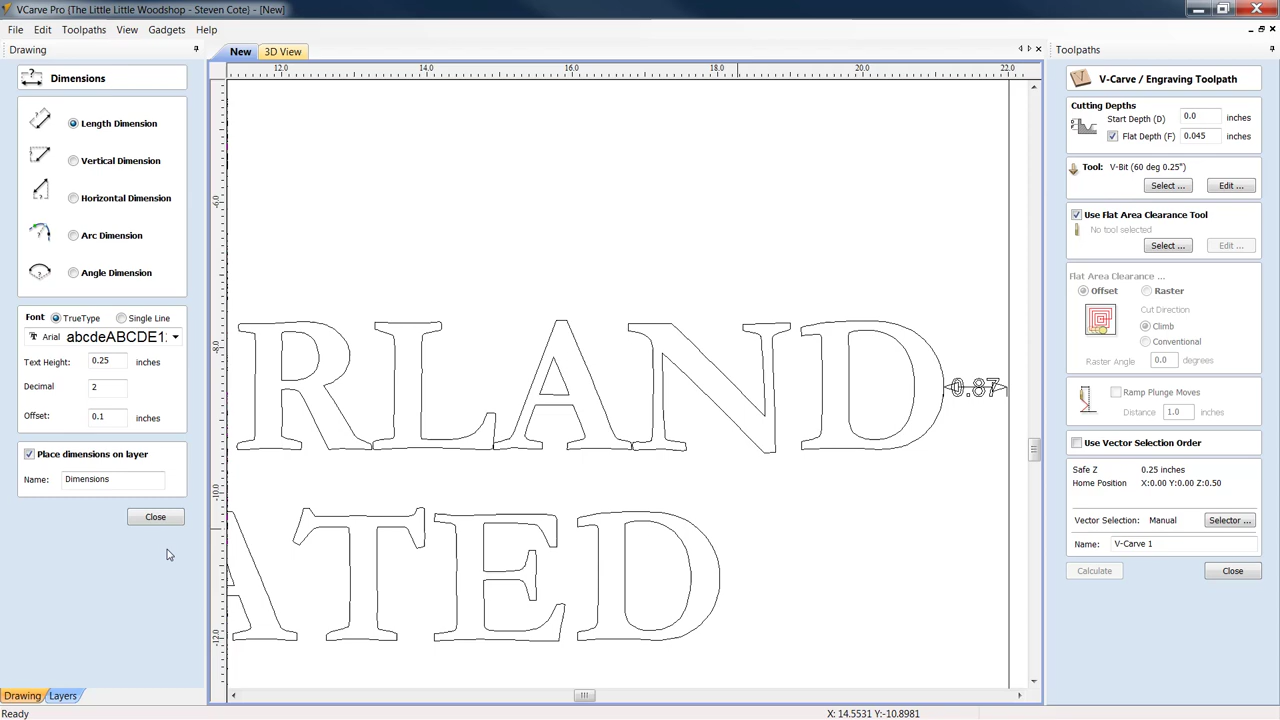 VCarve Pro (The Little Little Woodshop - Steven Cote) - [New]
File Edit Toolpaths View Gadgets Help
Drawing
Dimensions
Length Dimension
Vertical Dimension
Horizontal Dimension
Arc Dimension
Angle Dimension
Font TrueType Single Line
Arial abcdeABCDE1
Text Height: 0.25 inches
Decimal 2
Offset: 0.1 inches
Place dimensions on layer
Name: Dimensions
Close
Drawing Layers
Ready
New 3D View
12.0 14.0 16.0 18.0 20.0 22.0
-6.0
-8.0
-10.0
-12.0
RLAND
0.87
ATED
X: 14.5531 Y:-10.8981
Toolpaths
V-Carve / Engraving Toolpath
Cutting Depths
Start Depth (D) 0.0 inches
Flat Depth (F) 0.045 inches
Tool: V-Bit (60 deg 0.25")
Select ... Edit ...
Use Flat Area Clearance Tool
No tool selected
Select ... Edit ...
Flat Area Clearance ...
Offset Raster
Cut Direction
Climb
Conventional
Raster Angle 0.0 degrees
Ramp Plunge Moves
Distance 1.0 inches
Use Vector Selection Order
Safe Z 0.25 inches
Home Position X:0.00 Y:0.00 Z:0.50
Vector Selection: Manual Selector ...
Name: V-Carve 1
Calculate Close